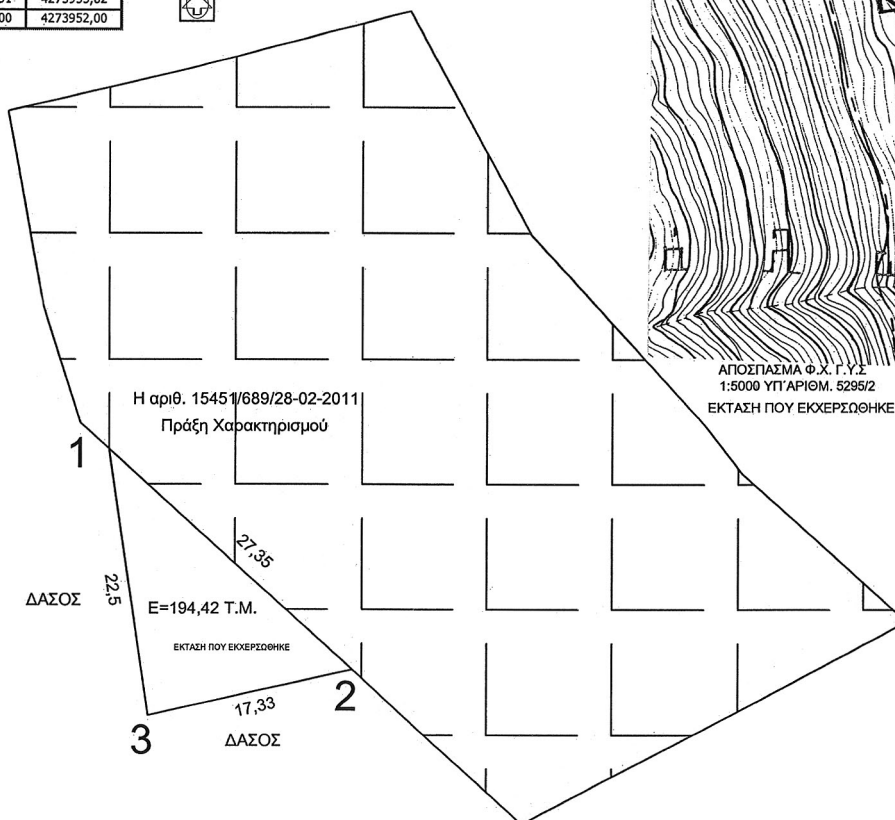 00 4273952,00
ΑΠΟΣΠΑΣΜΑ Φ.Χ. Γ.Υ.Σ
1:5000 ΥΠ'ΑΡΙΘΜ. 5295/2
ΕΚΤΑΣΗ ΠΟΥ ΕΚΧΕΡΣΩΘΗΚΕ
Η αριθ. 15451/689/28-02-2011
Πράξη Χαρακτηρισμού
1
27,35
22,5
ΔΑΣΟΣ
Ε=194,42 Τ.Μ.
ΕΚΤΑΣΗ ΠΟΥ ΕΚΧΕΡΣΩΘΗΚΕ
2
17,33
3
ΔΑΣΟΣ